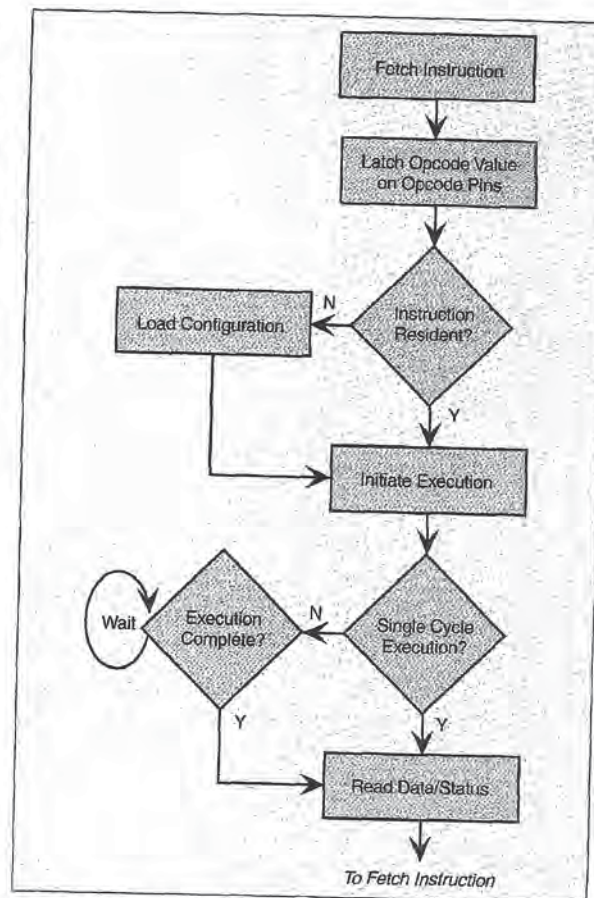 Fetch Instruction
Latch Opcode Value
on Opcode Pins
N
Load Configuration
Instruction
Resident?
Y
Initiate Execution
Wait
Execution
Complete?
N
Single Cycle
Execution?
Y
Y
Read Data/Status
To Fetch Instruction